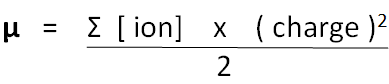 μ = Σ [ ion] x ( charge )²
2